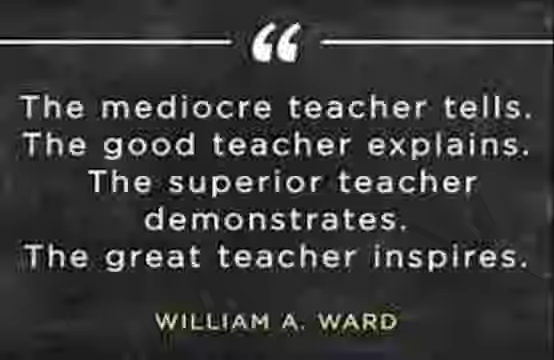 “
The mediocre teacher tells.
The good teacher explains.
The superior teacher
demonstrates.
The great teacher inspires.
WILLIAM A. WARD